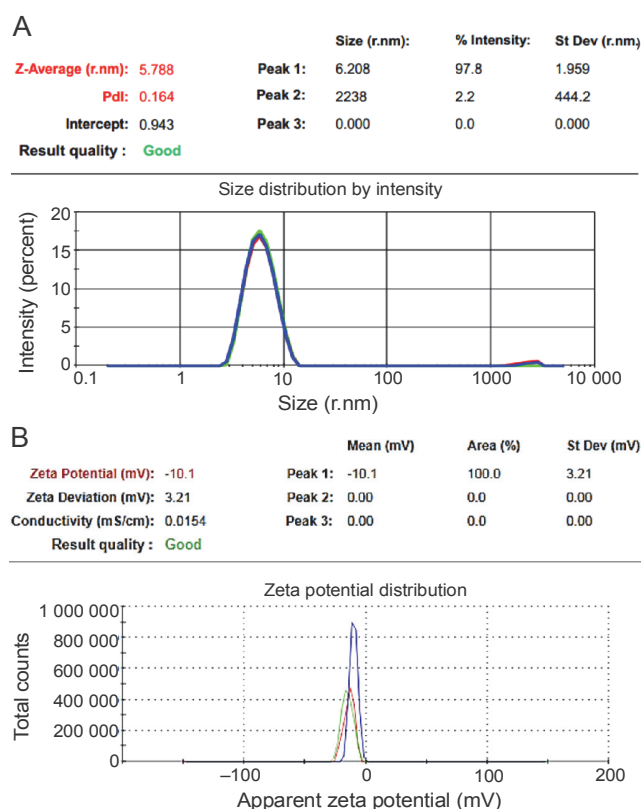 A
Size (r.nm): % Intensity: St Dev (r.nm)
Z-Average (r.nm): 5.788 Peak 1: 6.208 97.8 1.959
PdI: 0.164 Peak 2: 2238 2.2 444.2
Intercept: 0.943 Peak 3: 0.000 0.0 0.000
Result quality : Good
Size distribution by intensity
Intensity (percent)
20
15
10
5
0
0.1 1 10 100 1000 10 000
Size (r.nm)
B
Mean (mV) Area (%) St Dev (mV)
Zeta Potential (mV): -10.1 Peak 1: -10.1 100.0 3.21
Zeta Deviation (mV): 3.21 Peak 2: 0.00 0.0 0.00
Conductivity (mS/cm): 0.0154 Peak 3: 0.00 0.0 0.00
Result quality : Good
Zeta potential distribution
Total counts
1 000 000
800 000
600 000
400 000
200 000
0
–100 0 100 200
Apparent zeta potential (mV)